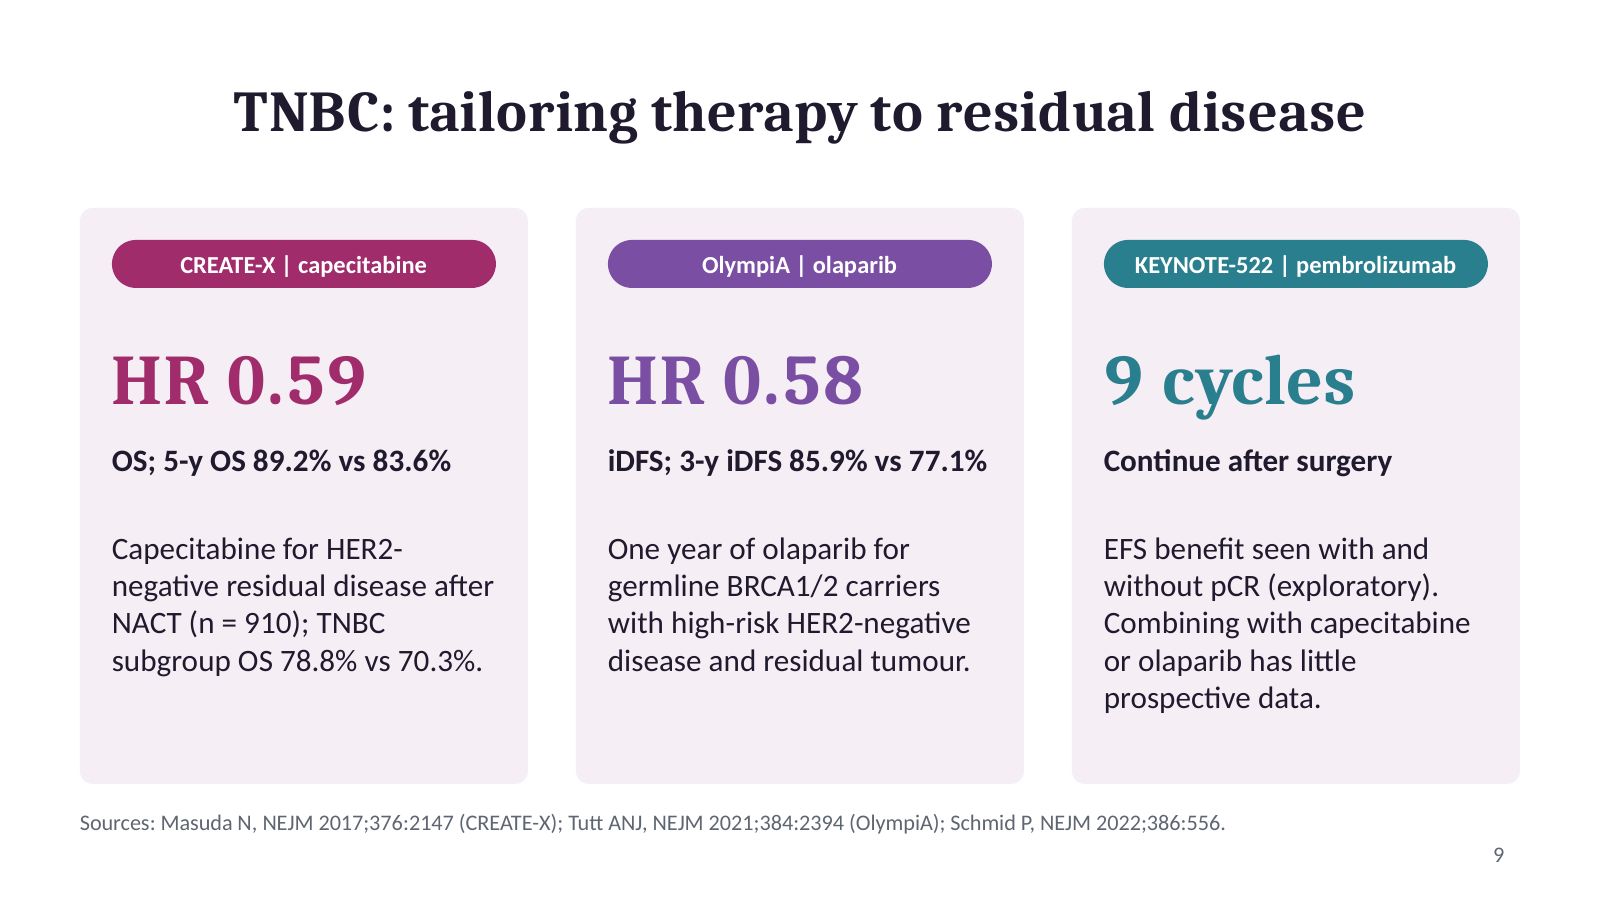 TNBC: tailoring therapy to residual disease
CREATE-X | capecitabine
HR 0.59
OS; 5-y OS 89.2% vs 83.6%
Capecitabine for HER2-
negative residual disease after
NACT (n = 910); TNBC
subgroup OS 78.8% vs 70.3%.
OlympiA | olaparib
HR 0.58
iDFS; 3-y iDFS 85.9% vs 77.1%
One year of olaparib for
germline BRCA1/2 carriers
with high-risk HER2-negative
disease and residual tumour.
KEYNOTE-522 | pembrolizumab
9 cycles
Continue after surgery
EFS benefit seen with and
without pCR (exploratory).
Combining with capecitabine
or olaparib has little
prospective data.
Sources: Masuda N, NEJM 2017;376:2147 (CREATE-X); Tutt ANJ, NEJM 2021;384:2394 (OlympiA); Schmid P, NEJM 2022;386:556.
9